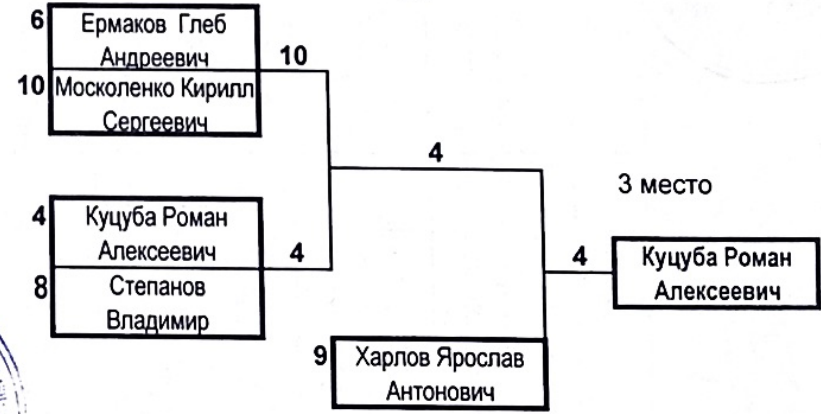 6 Ермаков Глеб
Андреевич
10
10 Москоленко Кирилл
Сергеевич
4
3 место
4 Куцуба Роман
Алексеевич
4
8 Степанов
Владимир
4
Куцуба Роман
Алексеевич
9 Харлов Ярослав
Антонович